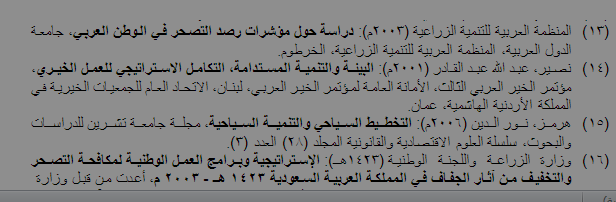 (١٣) المنظمة العربية للتنمية الزراعية (٢٠٠٣م): دراسة حول مؤشرات رصد التصحر في الوطن العربي، جامعة
الدول العربية، المنظمة العربية للتنمية الزراعية، الخرطوم.
(١٤) نصير، عبد الله عبد القادر (٢٠٠١م): البيئة والتنمية المستدامة، التكامل الاستراتيجي للعمل الخيري،
مؤتمر الخير العربي الثالث، الأمانة العامة لمؤتمر الخير العربي، لبنان، الاتحاد العام للجمعيات الخيرية في
المملكة الأردنية الهاشمية، عمان.
(١٥) هرمز، نور الدين (٢٠٠٦م): التخطيط السياحي والتنمية السياحية، مجلة جامعة تشرين للدراسات
والبحوث، سلسلة العلوم الاقتصادية والقانونية المجلد (٢٨) العدد (٣).
(١٦) وزارة الزراعة واللجنة الوطنية (١٤٢٣هـ): الإستراتيجية وبرامج العمل الوطنية لمكافحة التصحر
والتخفيف من آثار الجفاف في المملكة العربية السعودية ١٤٢٣ هـ - ٢٠٠٣ م، أعدت من قبل وزارة